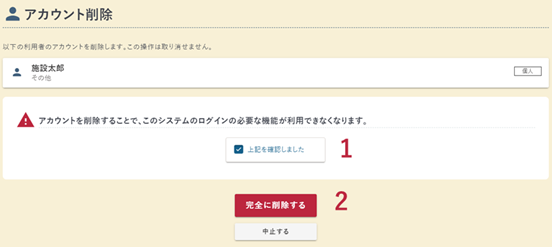 アカウント削除
以下の利用者のアカウントを削除します。この操作は取り消せません。
施設太郎
その他
個人
アカウントを削除することで、このシステムのログインの必要な機能が利用できなくなります。
上記を確認しました
1
完全に削除する
2
中止する